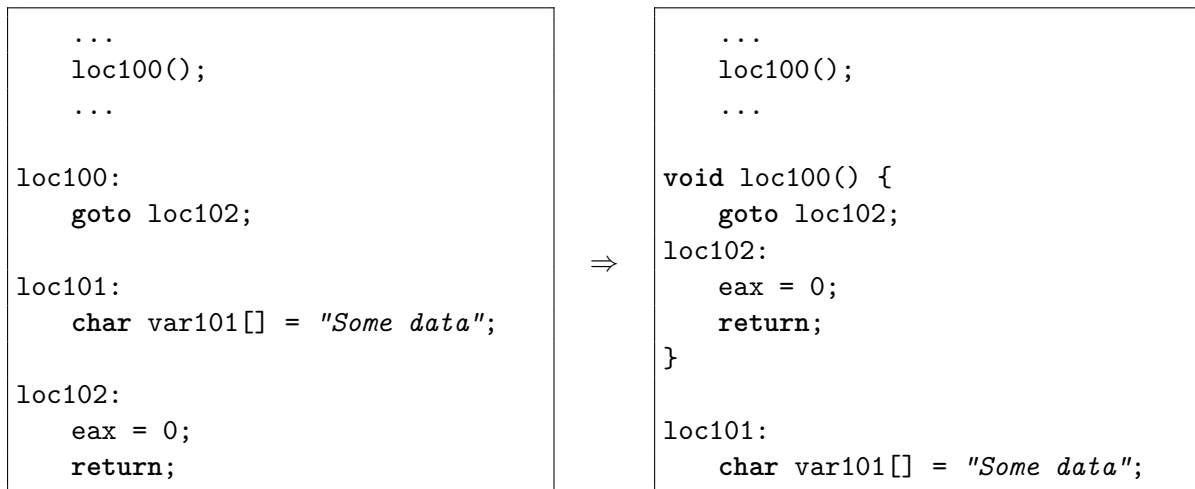 ...
loc100();
...
loc100:
goto loc102;
loc101:
char var101[] = "Some data";
loc102:
eax = 0;
return;
⇒
...
loc100();
...
void loc100() {
goto loc102;
loc102:
eax = 0;
return;
}
loc101:
char var101[] = "Some data";